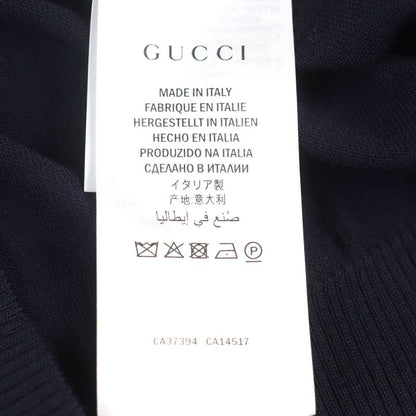 GUCCI
MADE IN ITALY
FABRIQUE EN ITALIE
HERGESTELLT IN ITALIEN
HECHO EN ITALIA
PRODUZIDO NA ITALIA
СДЕЛАНО В ИТАЛИИ
イタリア製
产地:意大利
صنع في إيطاليا
P
CA37394 CA14517